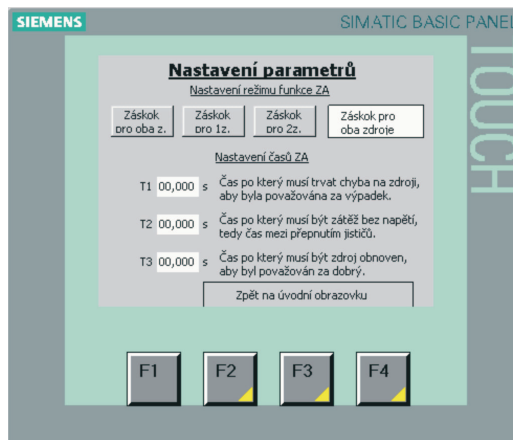 SIEMENS
SIMATIC BASIC PANEL
TOUCH
Nastavení parametrů
Nastavení režimu funkce ZA
Záskok
pro oba z.
Záskok
pro 1z.
Záskok
pro 2z.
Záskok pro
oba zdroje
Nastavení časů ZA
T1 00,000 s Čas po který musí trvat chyba na zdroji,
aby byla považována za výpadek.
T2 00,000 s Čas po který musí být zátěž bez napětí,
tedy čas mezi přepnutím jističů.
T3 00,000 s Čas po který musí být zdroj obnoven,
aby byl považován za dobrý.
Zpět na úvodní obrazovku
F1 F2 F3 F4